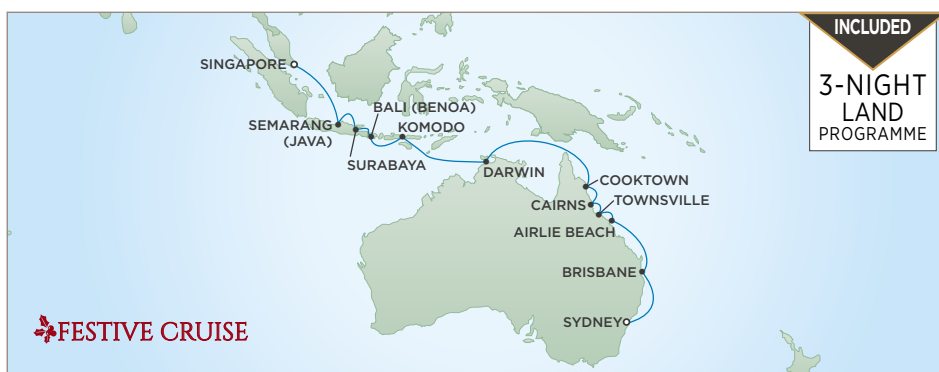 INCLUDED
3-NIGHT
LAND
PROGRAMME
SINGAPORE
SEMARANG
(JAVA)
SURABAYA
BALI (BENOA)
KOMODO
DARWIN
COOKTOWN
CAIRNS
TOWNSVILLE
AIRLIE BEACH
BRISBANE
SYDNEY
FESTIVE CRUISE